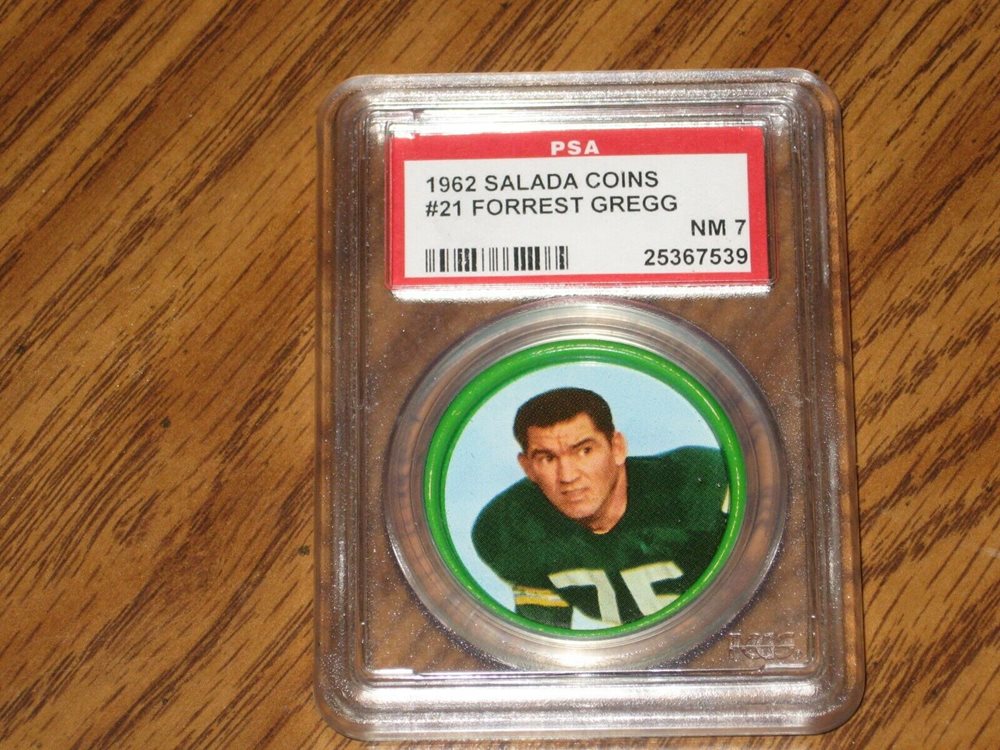 PSA
1962 SALADA COINS
#21 FORREST GREGG
NM 7
25367539
75